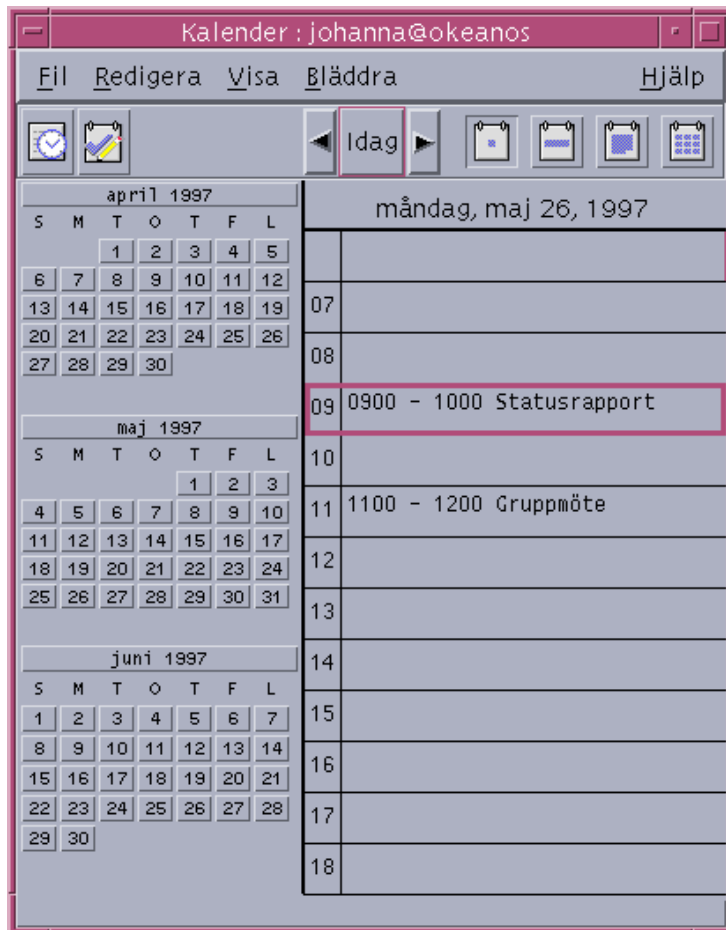 Kalender : johanna@okeanos
Fil Redigera Visa Bläddra Hjälp
Idag
april 1997
S M T O T F L
1 2 3 4 5
6 7 8 9 10 11 12
13 14 15 16 17 18 19
20 21 22 23 24 25 26
27 28 29 30
maj 1997
S M T O T F L
1 2 3
4 5 6 7 8 9 10
11 12 13 14 15 16 17
18 19 20 21 22 23 24
25 26 27 28 29 30 31
juni 1997
S M T O T F L
1 2 3 4 5 6 7
8 9 10 11 12 13 14
15 16 17 18 19 20 21
22 23 24 25 26 27 28
29 30
måndag, maj 26, 1997
07
08
09 0900 - 1000 Statusrapport
10
11 1100 - 1200 Gruppmöte
12
13
14
15
16
17
18